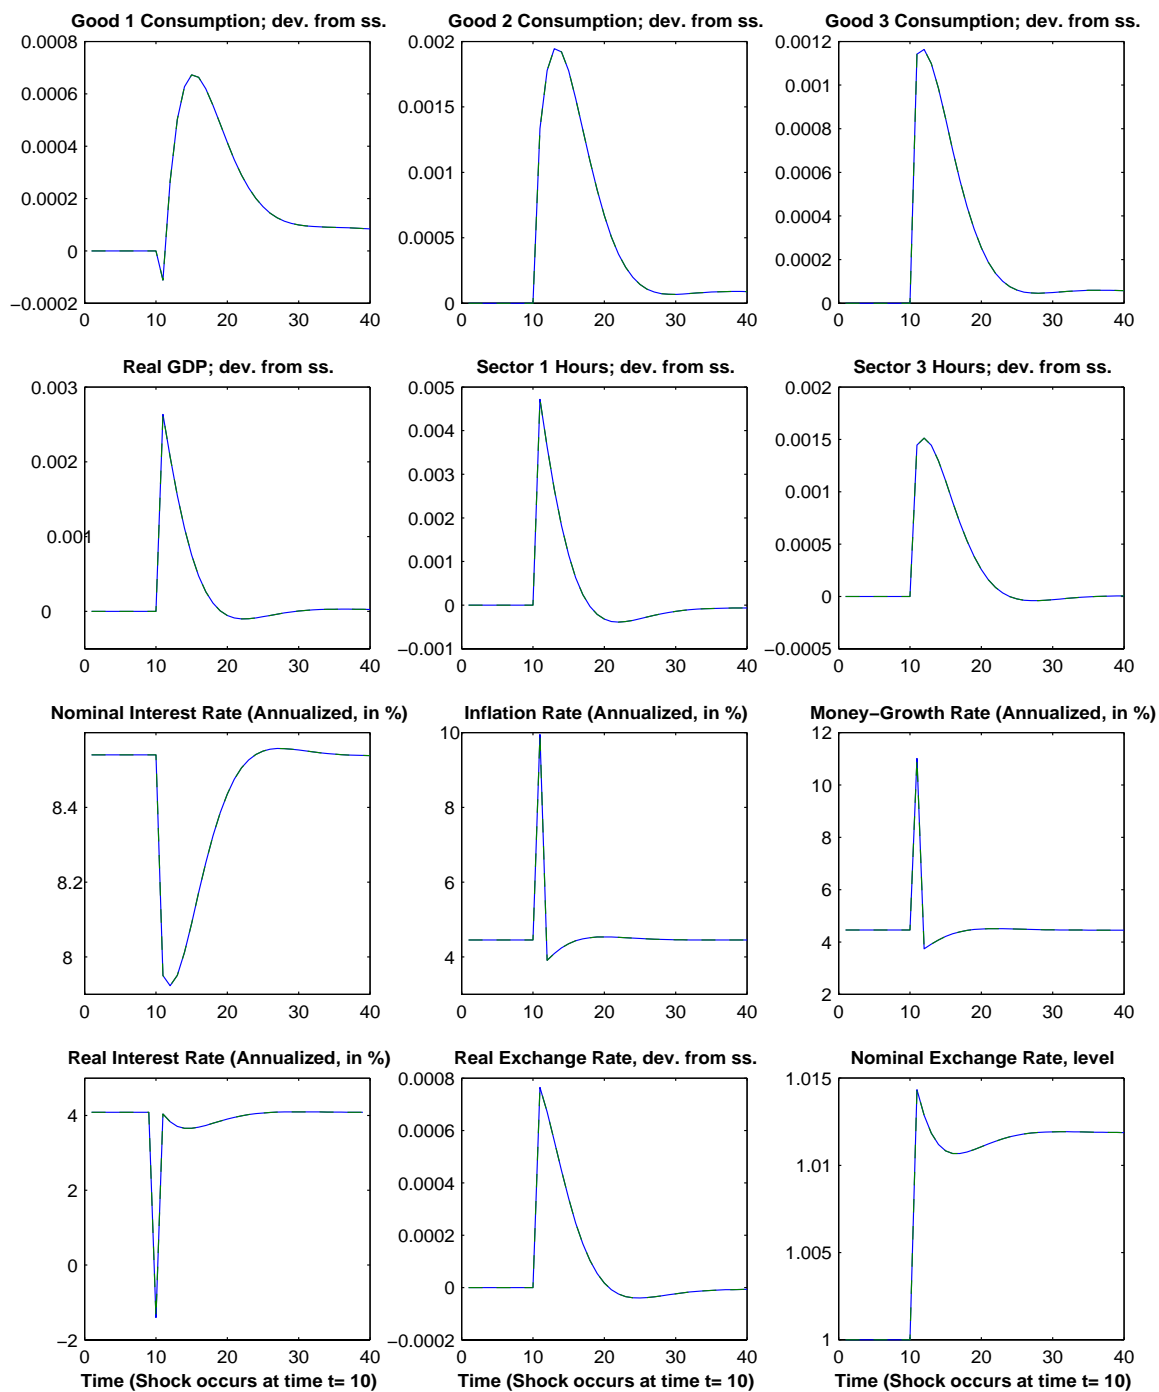 Good 1 Consumption; dev. from ss.
0.0008
0.0006
0.0004
0.0002
0
−0.0002
0 10 20 30 40
Good 2 Consumption; dev. from ss.
0.002
0.0015
0.001
0.0005
0
0 10 20 30 40
Good 3 Consumption; dev. from ss.
0.0012
0.001
0.0008
0.0006
0.0004
0.0002
0
0 10 20 30 40
Real GDP; dev. from ss.
0.003
0.002
0.001
0
0 10 20 30 40
Sector 1 Hours; dev. from ss.
0.005
0.004
0.003
0.002
0.001
0
−0.001
0 10 20 30 40
Sector 3 Hours; dev. from ss.
0.002
0.0015
0.001
0.0005
0
−0.0005
0 10 20 30 40
Nominal Interest Rate (Annualized, in %)
8.4
8.2
8
0 10 20 30 40
Inflation Rate (Annualized, in %)
10
8
6
4
0 10 20 30 40
Money−Growth Rate (Annualized, in %)
12
10
8
6
4
2
0 10 20 30 40
Real Interest Rate (Annualized, in %)
4
2
0
−2
0 10 20 30 40
Time (Shock occurs at time t= 10)
Real Exchange Rate, dev. from ss.
0.0008
0.0006
0.0004
0.0002
0
−0.0002
0 10 20 30 40
Time (Shock occurs at time t= 10)
Nominal Exchange Rate, level
1.015
1.01
1.005
1
0 10 20 30 40
Time (Shock occurs at time t= 10)